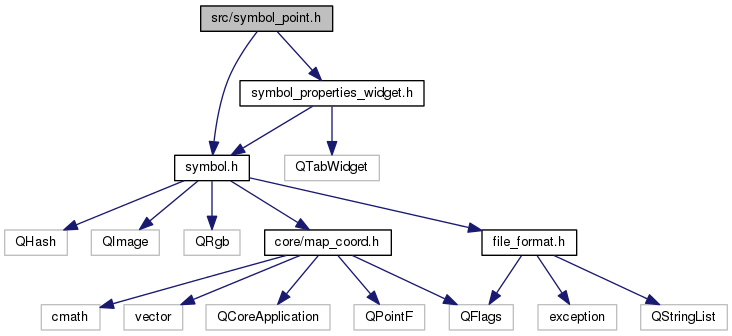 src/symbol_point.h
symbol_properties_widget.h
symbol.h
QTabWidget
QHash
QImage
QRgb
core/map_coord.h
file_format.h
cmath
vector
QCoreApplication
QPointF
QFlags
exception
QStringList